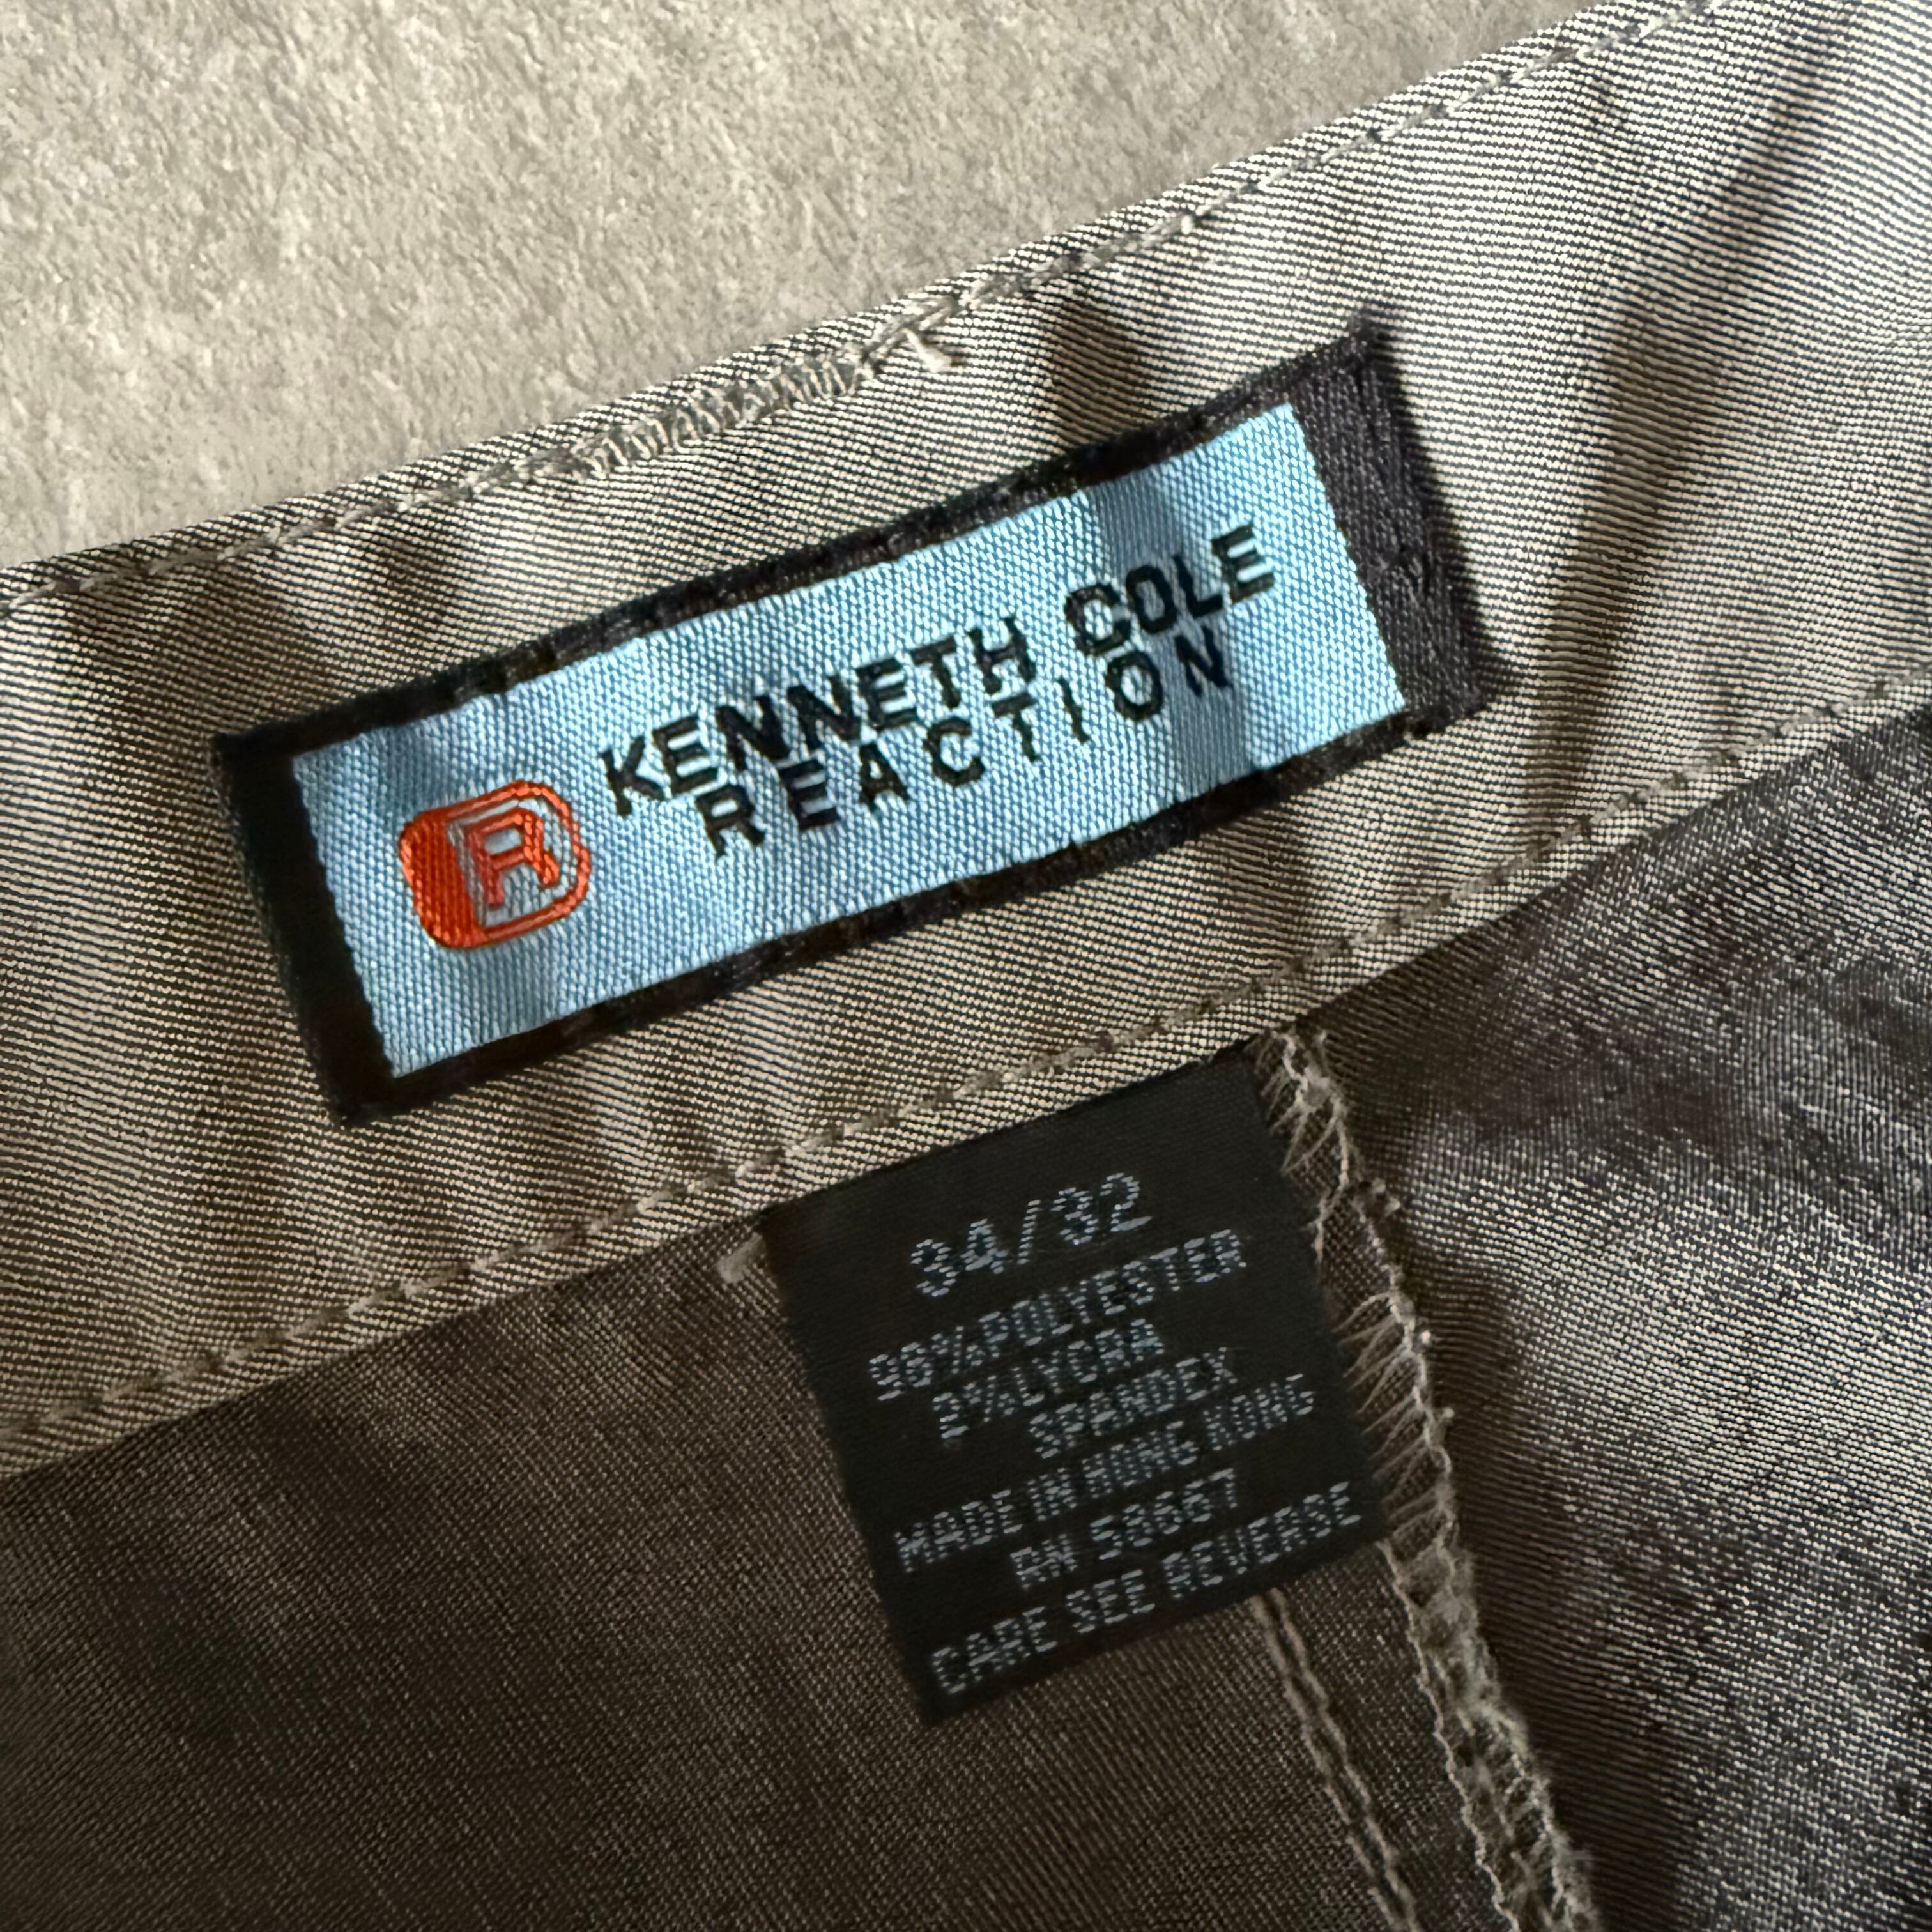 R
KENNETH COLE
REACTION
34/32
98%POLYESTER
2%LYCRA
SPANDEX
MADE IN HONG KONG
RN 58667
CARE SEE REVERSE